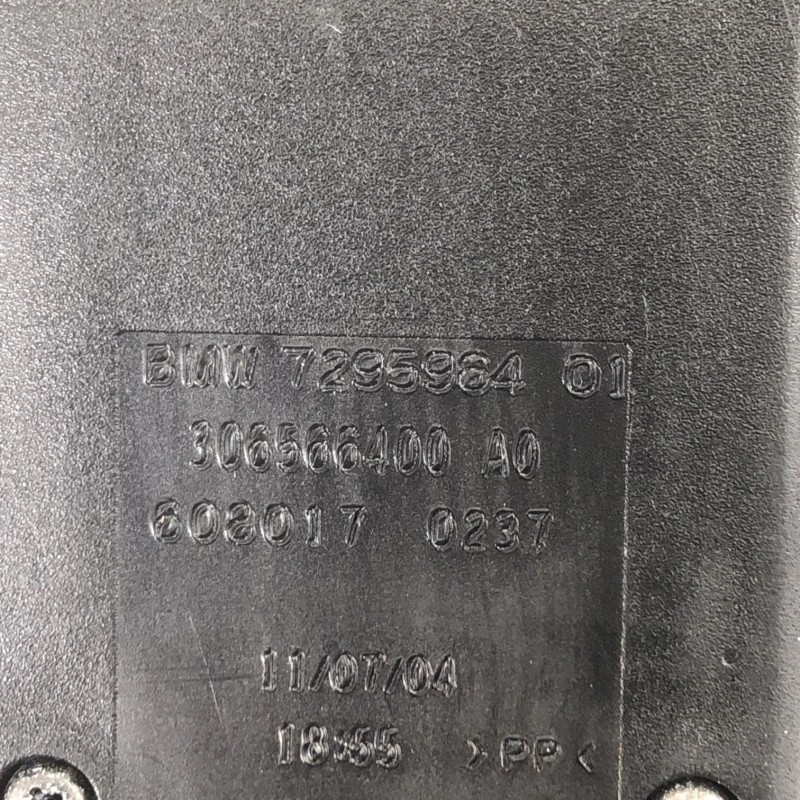 BMW 7295984 01
306566400 A0
608017 0237
11/07/04
18:55 >PP<